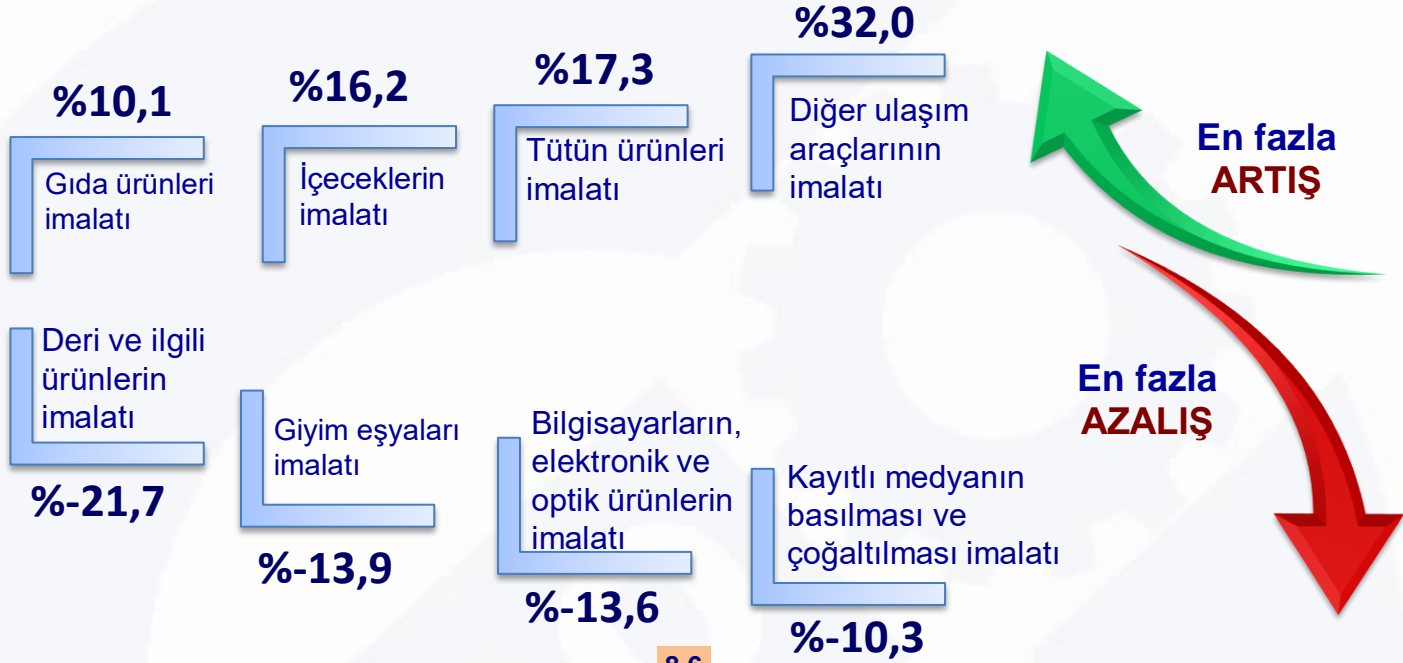 %10,1
Gıda ürünleri
imalatı
%16,2
İçeceklerin
imalatı
%17,3
Tütün ürünleri
imalatı
%32,0
Diğer ulaşım
araçlarının
imalatı
En fazla
ARTIŞ
Deri ve ilgili
ürünlerin
imalatı
%-21,7
Giyim eşyaları
imalatı
%-13,9
Bilgisayarların,
elektronik ve
optik ürünlerin
imalatı
%-13,6
Kayıtlı medyanın
basılması ve
çoğaltılması imalatı
%-10,3
En fazla
AZALIŞ